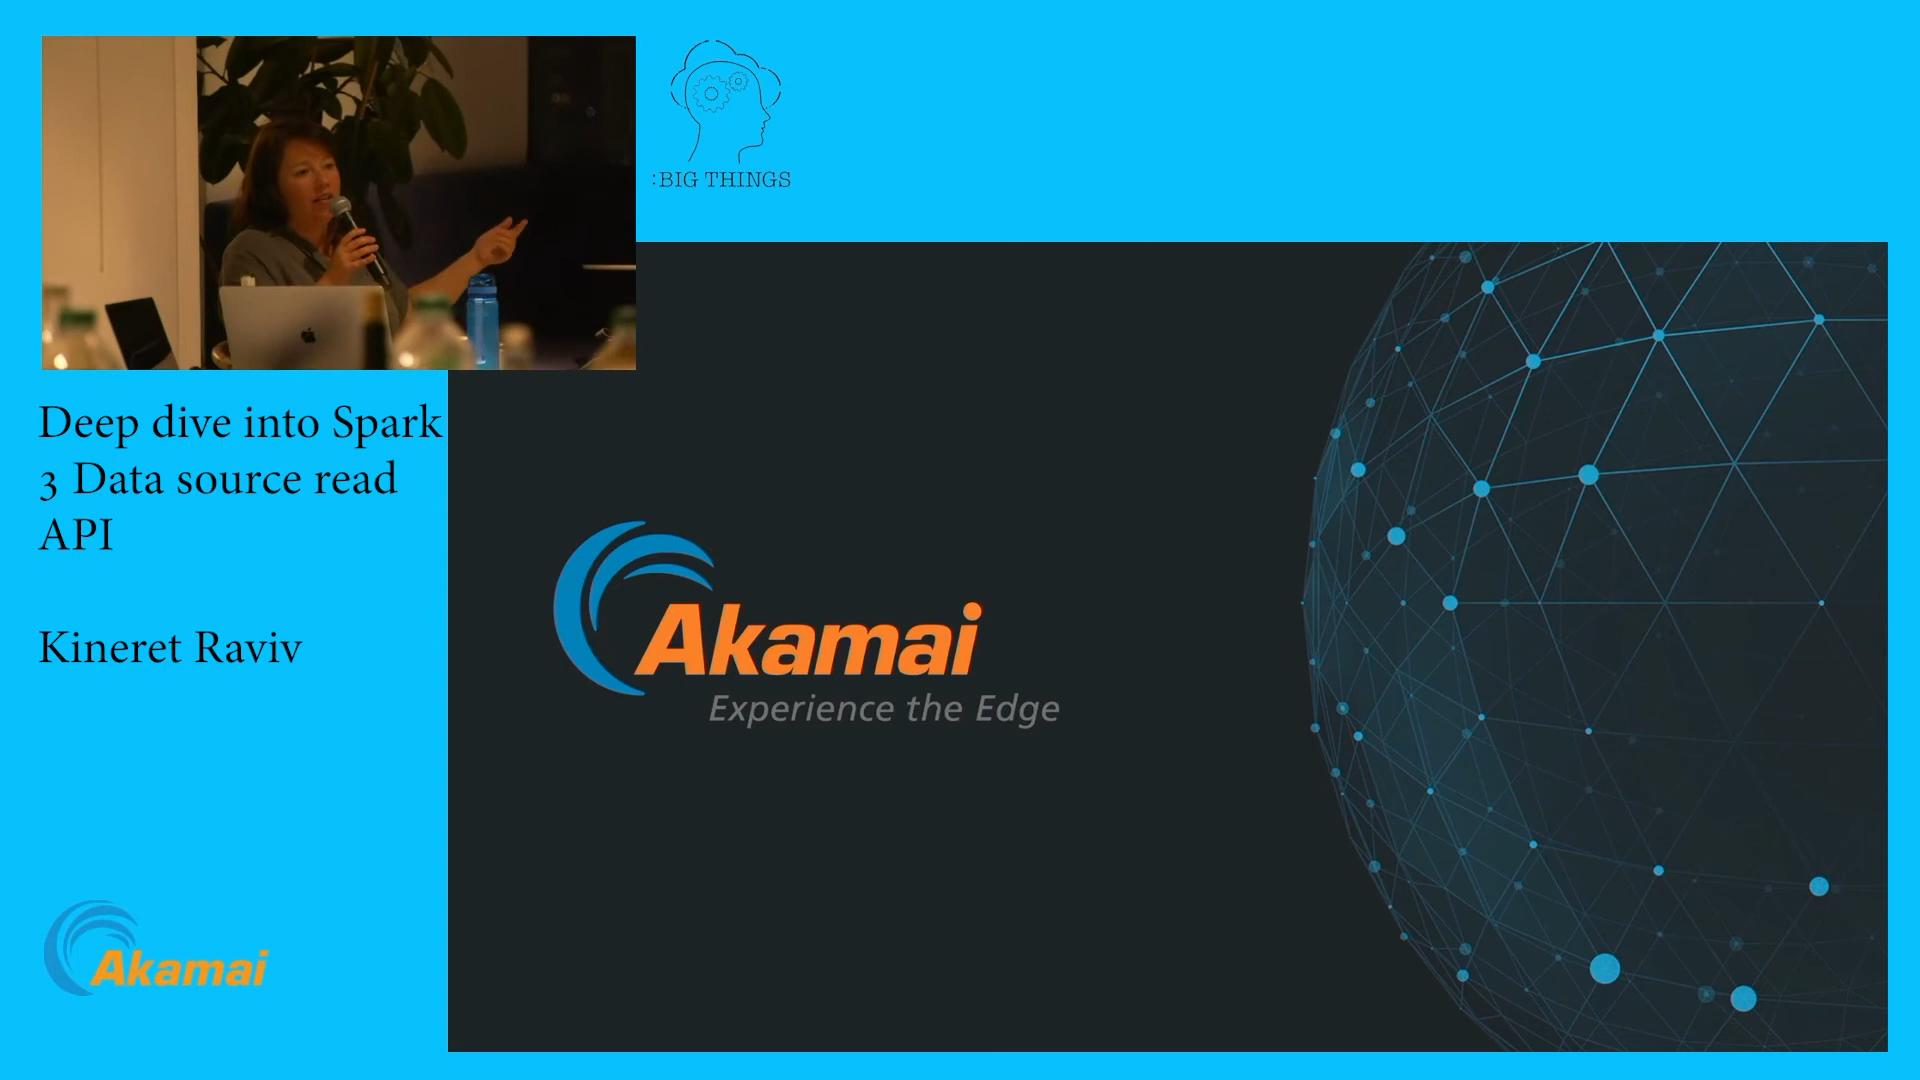 :BIG THINGS
Deep dive into Spark
3 Data source read
API
Kineret Raviv
Akamai
Experience the Edge
Akamai